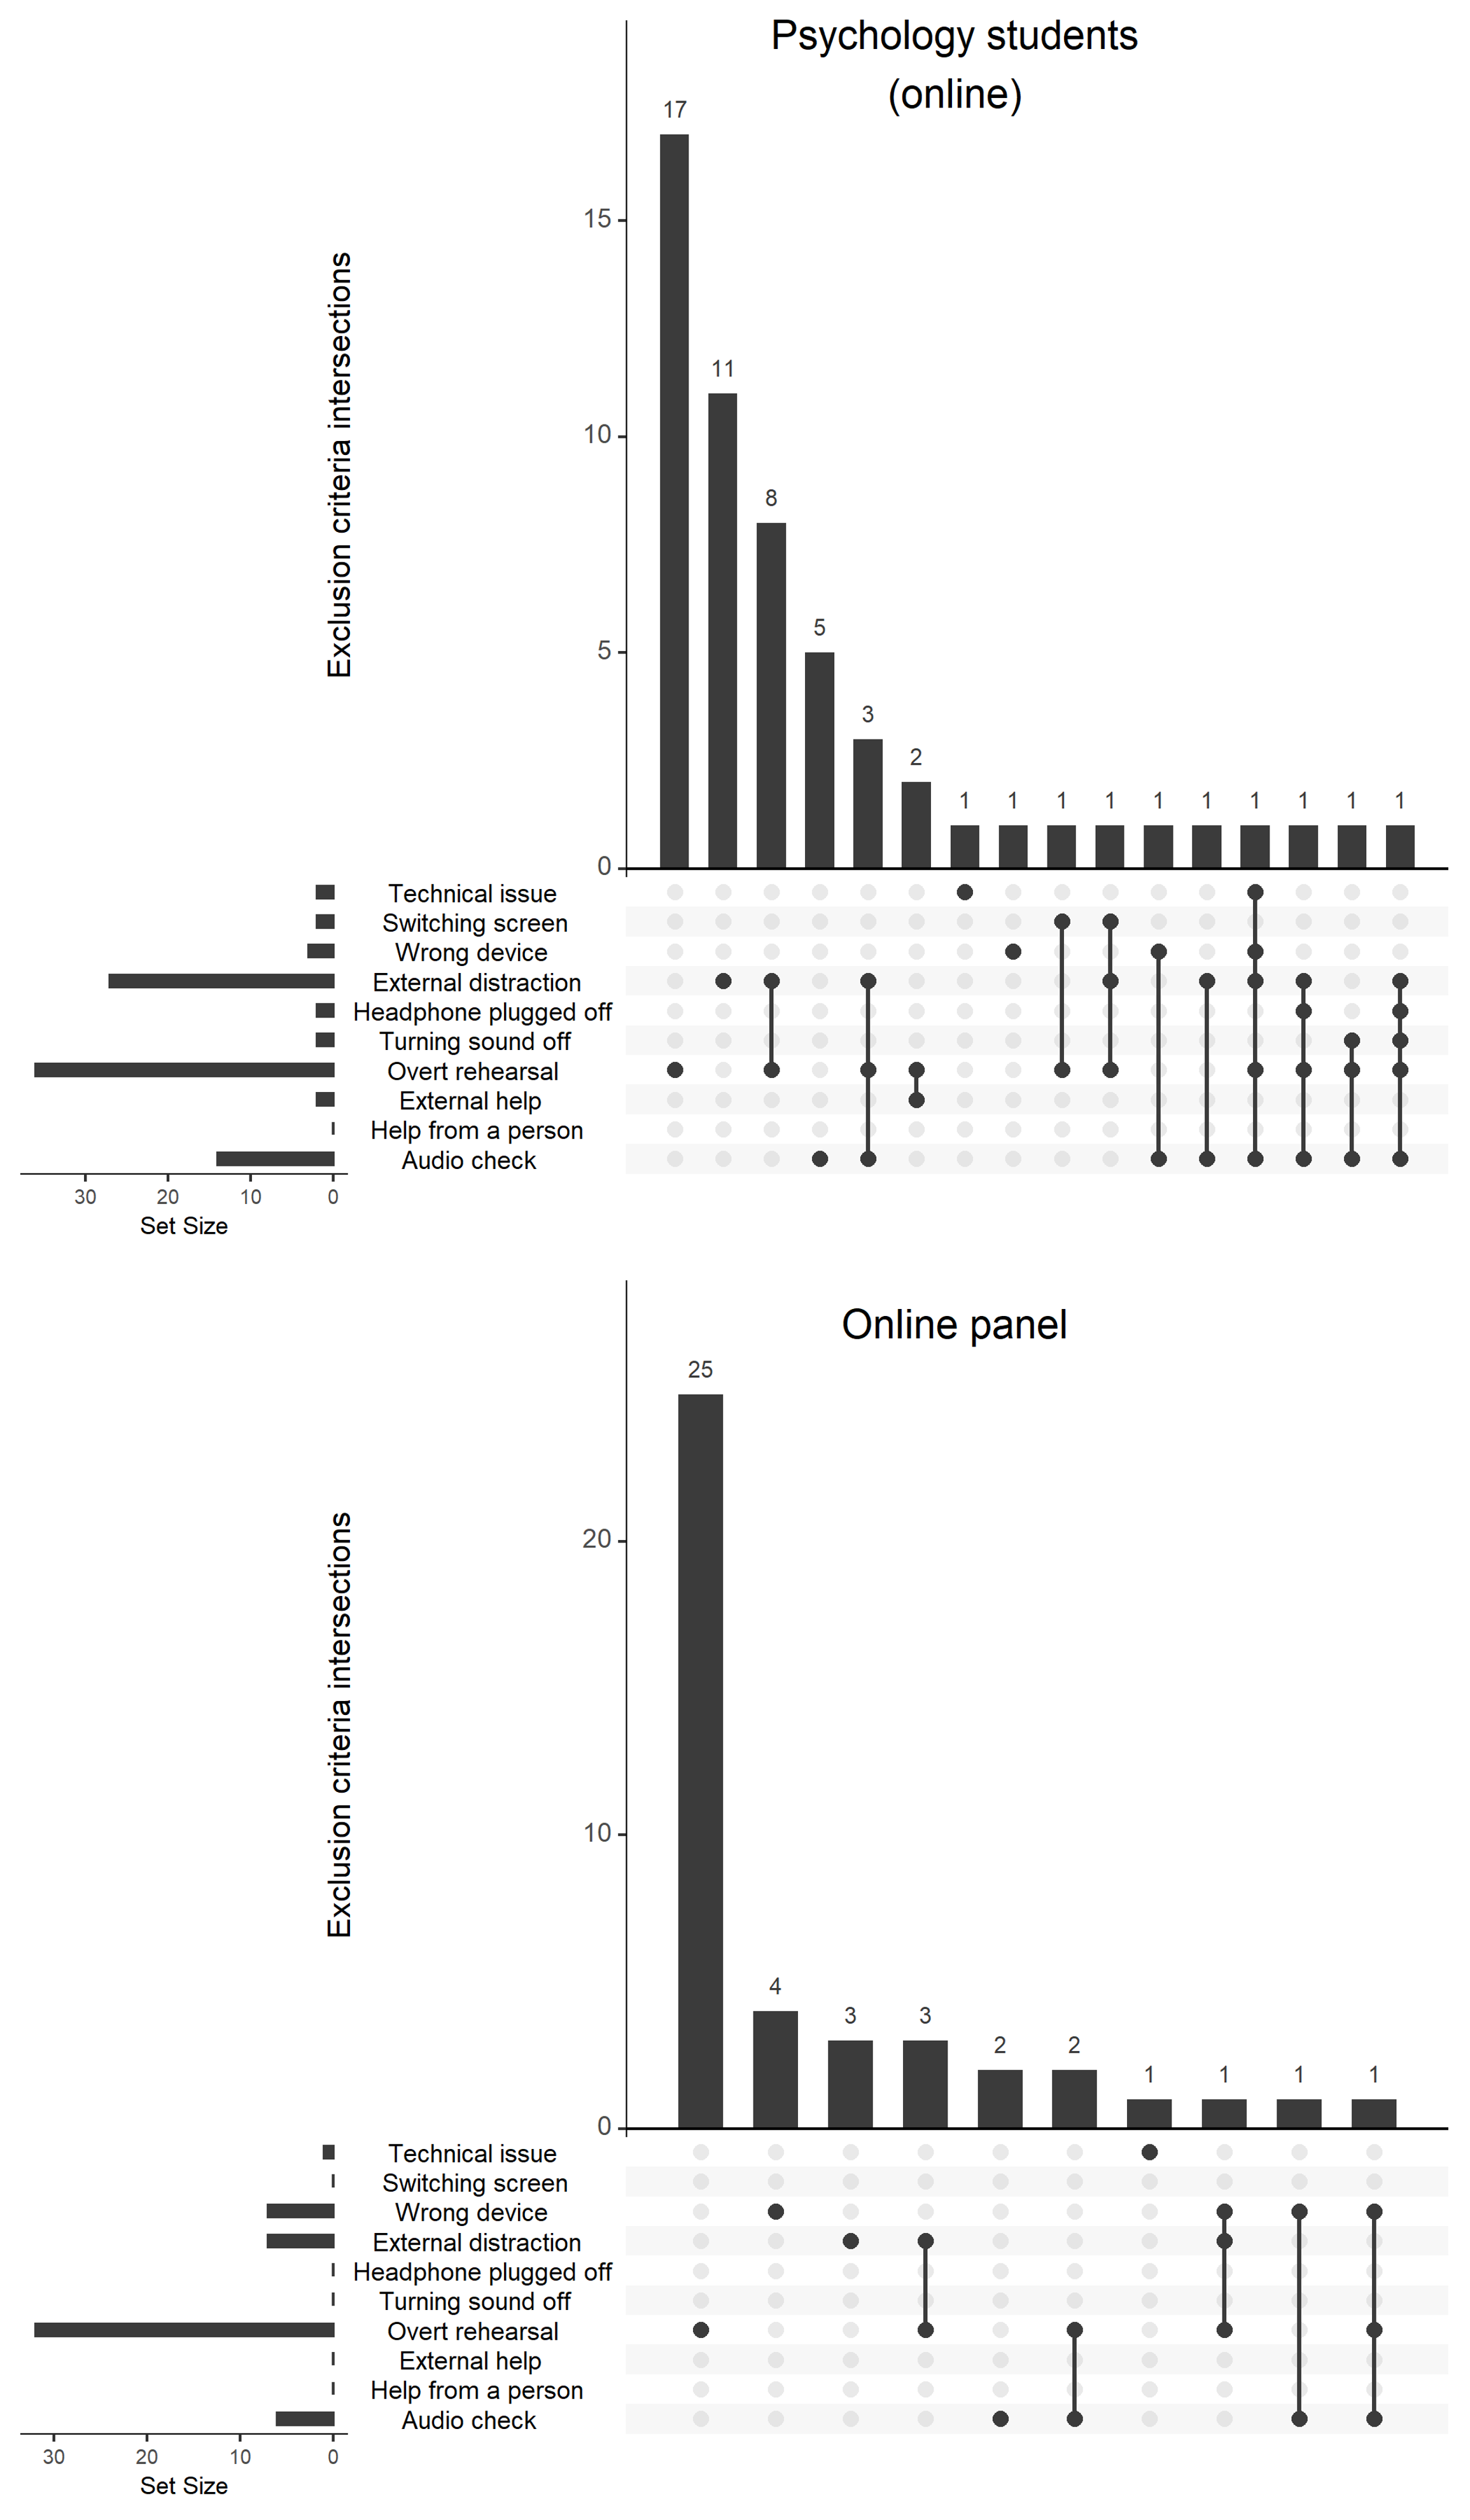 Psychology students
(online)
17
15
11
10
8
5
5
3
2
1 1 1 1 1 1 1 1 1 1
0
Exclusion criteria intersections
Technical issue
Switching screen
Wrong device
External distraction
Headphone plugged off
Turning sound off
Overt rehearsal
External help
Help from a person
Audio check
30 20 10 0
Set Size
Online panel
25
20
10
4
3 3
2 2
1 1 1 1
0
Exclusion criteria intersections
Technical issue
Switching screen
Wrong device
External distraction
Headphone plugged off
Turning sound off
Overt rehearsal
External help
Help from a person
Audio check
30 20 10 0
Set Size